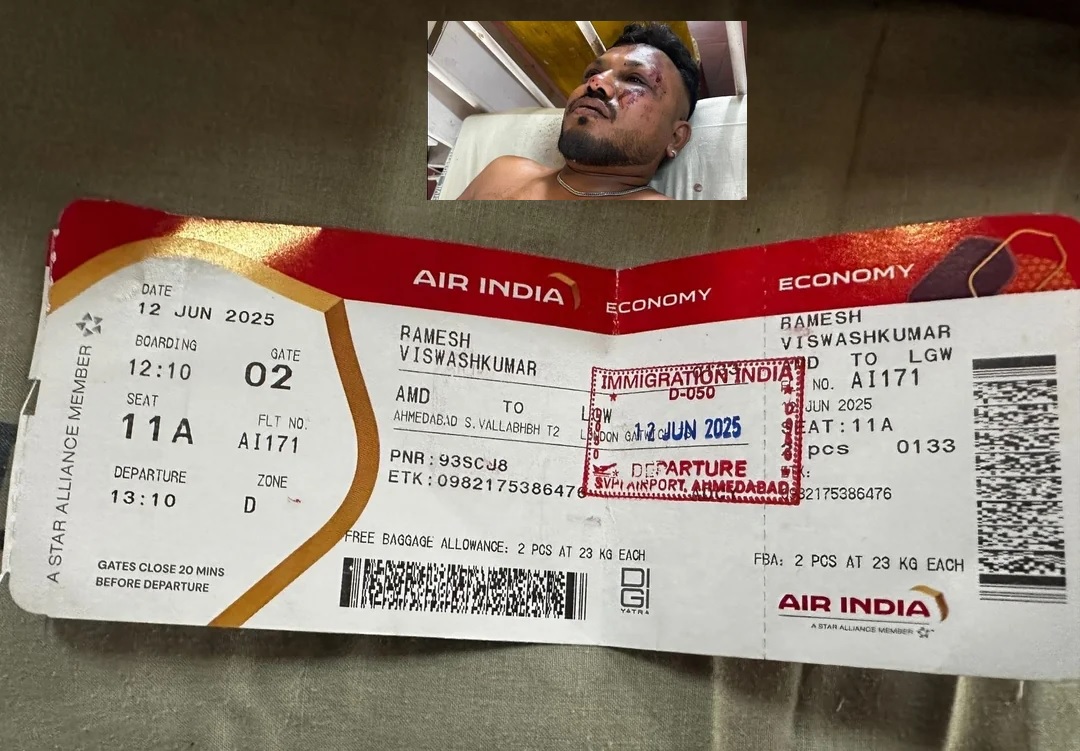 AIR INDIA
ECONOMY
ECONOMY
DATE
12 JUN 2025
BOARDING
12:10
GATE
02
SEAT
11A
FLT NO.
AI171
DEPARTURE
13:10
ZONE
D
GATES CLOSE 20 MINS
BEFORE DEPARTURE
A STAR ALLIANCE MEMBER
RAMESH
VISWASHKUMAR
AMD TO LGW
AHMEDABAD S.VALLABHBH T2
PNR:93SCJ8
ETK:0982175386476
FREE BAGGAGE ALLOWANCE: 2 PCS AT 23 KG EACH
DIGI
YATRA
IMMIGRATION INDIA
D-050
12 JUN 2025
DEPARTURE
SVPI AIRPORT, AHMEDABAD
RAMESH
VISWASHKUMAR
TO LGW
NO. AI171
JUN 2025
SEAT:11A
pcs 0133
0982175386476
FBA: 2 PCS AT 23 KG EACH
AIR INDIA
A STAR ALLIANCE MEMBER